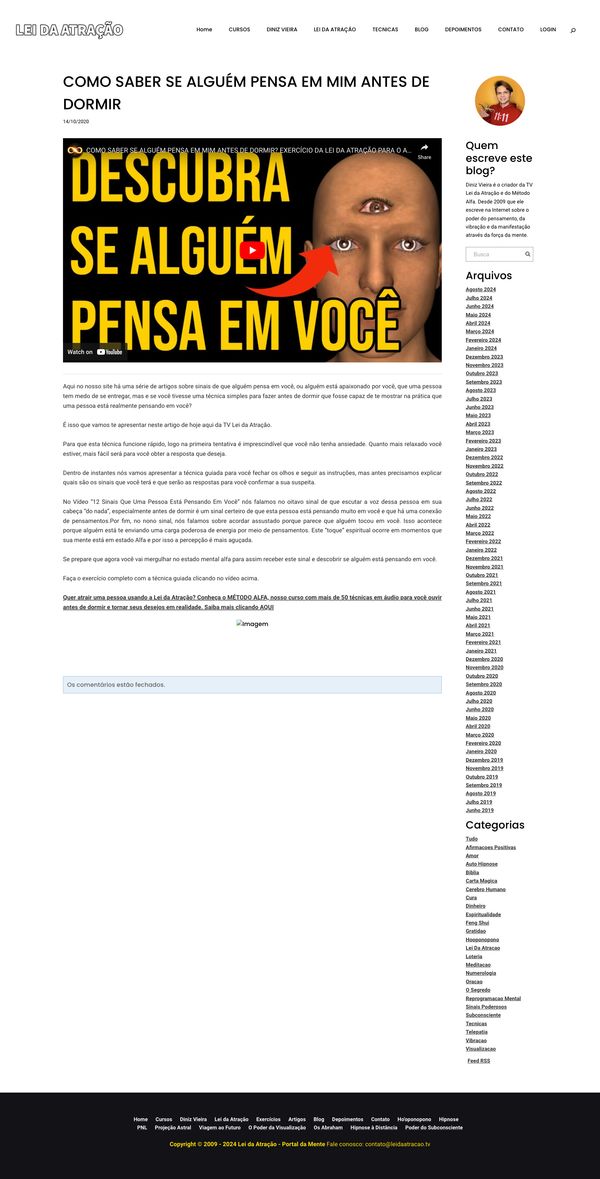 LEI DA ATRAÇÃO
Home CURSOS DINIZ VIEIRA LEI DA ATRAÇÃO TECNICAS BLOG DEPOIMENTOS CONTATO LOGIN
COMO SABER SE ALGUÉM PENSA EM MIM ANTES DE
DORMIR
14/10/2020
COMO SABER SE ALGUÉM PENSA EM MIM ANTES DE DORMIR? EXERCÍCIO DA LEI DA ATRAÇÃO PARA O A...
Share
DESCUBRA
SE ALGUÉM
PENSA EM VOCÊ
Watch on YouTube
Aqui no nosso site há uma série de artigos sobre sinais de que alguém pensa em você, ou alguém está apaixonado por você, que uma pessoa
tem medo de se entregar, mas e se você tivesse uma técnica simples para fazer antes de dormir que fosse capaz de te mostrar na prática que
uma pessoa está realmente pensando em você?
É isso que vamos te apresentar neste artigo de hoje aqui da TV Lei da Atração.
Para que esta técnica funcione rápido, logo na primeira tentativa é imprescindível que você não tenha ansiedade. Quanto mais relaxado você
estiver, mais fácil será para você obter a resposta que deseja.
Dentro de instantes nós vamos apresentar a técnica guiada para você fechar os olhos e seguir as instruções, mas antes precisamos explicar
quais são os sinais que você terá e que serão as respostas para você confirmar a sua suspeita.
No Vídeo "12 Sinais Que Uma Pessoa Está Pensando Em Você" nós falamos no oitavo sinal de que escutar a voz dessa pessoa em sua
cabeça "do nada", especialmente antes de dormir é um sinal certeiro de que esta pessoa está pensando muito em você e que há uma conexão
de pensamentos.Por fim, no nono sinal, nós falamos sobre acordar assustado porque parece que alguém tocou em você. Isso acontece
porque alguém está te enviando uma carga poderosa de energia por meio de pensamentos. Este "toque" espiritual ocorre em momentos que
sua mente está em estado Alfa e por isso a percepção é mais aguçada.
Se prepare que agora você vai mergulhar no estado mental alfa para assim receber este sinal e descobrir se alguém está pensando em você.
Faça o exercício completo com a técnica guiada clicando no vídeo acima.
Quer atrair uma pessoa usando a Lei da Atração? Conheça o MÉTODO ALFA, nosso curso com mais de 50 técnicas em áudio para você ouvir
antes de dormir e tornar seus desejos em realidade. Saiba mais clicando AQUI
Imagem
Os comentários estão fechados.
11:11
Quem
escreve este
blog?
Diniz Vieira é o criador da TV
Lei da Atração e do Método
Alfa. Desde 2009 que ele
escreve na Internet sobre o
poder do pensamento, da
vibração e da manifestação
através da força da mente.
Busca
Arquivos
Agosto 2024
Julho 2024
Junho 2024
Maio 2024
Abril 2024
Março 2024
Fevereiro 2024
Janeiro 2024
Dezembro 2023
Novembro 2023
Outubro 2023
Setembro 2023
Agosto 2023
Julho 2023
Junho 2023
Maio 2023
Abril 2023
Março 2023
Fevereiro 2023
Janeiro 2023
Dezembro 2022
Novembro 2022
Outubro 2022
Setembro 2022
Agosto 2022
Julho 2022
Junho 2022
Maio 2022
Abril 2022
Março 2022
Fevereiro 2022
Janeiro 2022
Dezembro 2021
Novembro 2021
Setembro 2021
Agosto 2021
Julho 2021
Junho 2021
Maio 2021
Abril 2021
Março 2021
Fevereiro 2021
Janeiro 2021
Dezembro 2020
Novembro 2020
Outubro 2020
Setembro 2020
Agosto 2020
Julho 2020
Junho 2020
Maio 2020
Abril 2020
Março 2020
Fevereiro 2020
Janeiro 2020
Dezembro 2019
Novembro 2019
Outubro 2019
Setembro 2019
Agosto 2019
Julho 2019
Junho 2019
Categorias
Tudo
Afirmacoes Positivas
Amor
Auto Hipnose
Biblia
Carta Magica
Cerebro Humano
Cura
Dinheiro
Espiritualidade
Feng Shui
Gratidao
Hooponopono
Lei Da Atracao
Loteria
Meditacao
Numerologia
Oracao
O Segredo
Reprogramacao Mental
Sinais Poderosos
Subconsciente
Tecnicas
Telepatia
Vibracao
Visualizacao
Feed RSS
Home Cursos Diniz Vieira Lei da Atração Exercícios Artigos Blog Depoimentos Contato Ho'oponopono Hipnose
PNL Projeção Astral Viagem ao Futuro O Poder da Visualização Os Abraham Hipnose à Distância Poder do Subconsciente
Copyright © 2009 - 2024 Lei da Atração - Portal da Mente Fale conosco: contato@leidaatracao.tv